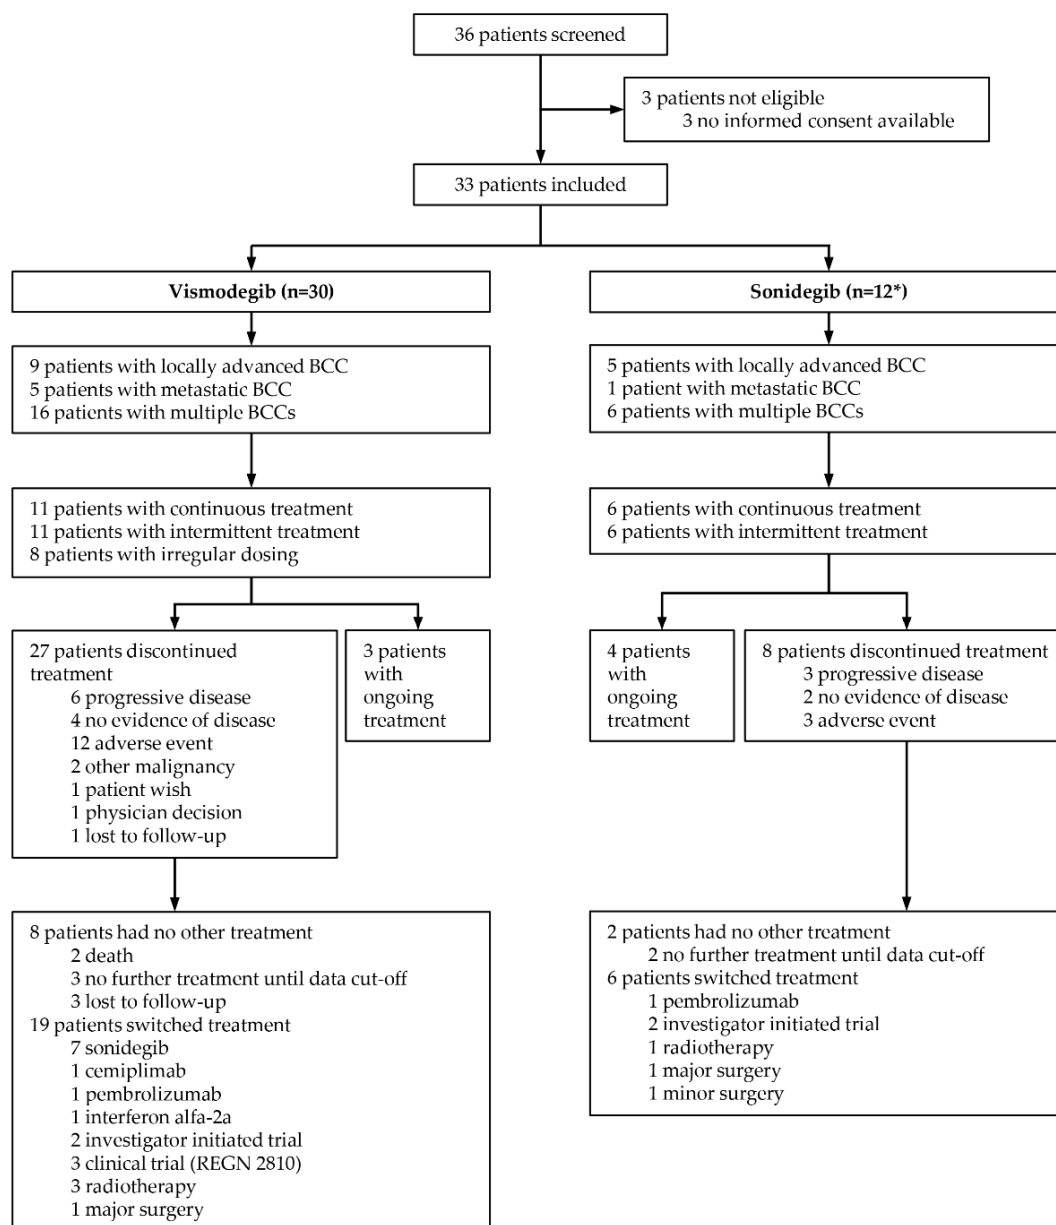 36 patients screened
3 patients not eligible
3 no informed consent available
33 patients included
Vismodegib (n=30)
Sonidegib (n=12*)
9 patients with locally advanced BCC
5 patients with metastatic BCC
16 patients with multiple BCCs
5 patients with locally advanced BCC
1 patient with metastatic BCC
6 patients with multiple BCCs
11 patients with continuous treatment
11 patients with intermittent treatment
8 patients with irregular dosing
6 patients with continuous treatment
6 patients with intermittent treatment
27 patients discontinued
treatment
6 progressive disease
4 no evidence of disease
12 adverse event
2 other malignancy
1 patient wish
1 physician decision
1 lost to follow-up
3 patients
with
ongoing
treatment
4 patients
with
ongoing
treatment
8 patients discontinued treatment
3 progressive disease
2 no evidence of disease
3 adverse event
8 patients had no other treatment
2 death
3 no further treatment until data cut-off
3 lost to follow-up
19 patients switched treatment
7 sonidegib
1 cemiplimab
1 pembrolizumab
1 interferon alfa-2a
2 investigator initiated trial
3 clinical trial (REGN 2810)
3 radiotherapy
1 major surgery
2 patients had no other treatment
2 no further treatment until data cut-off
6 patients switched treatment
1 pembrolizumab
2 investigator initiated trial
1 radiotherapy
1 major surgery
1 minor surgery